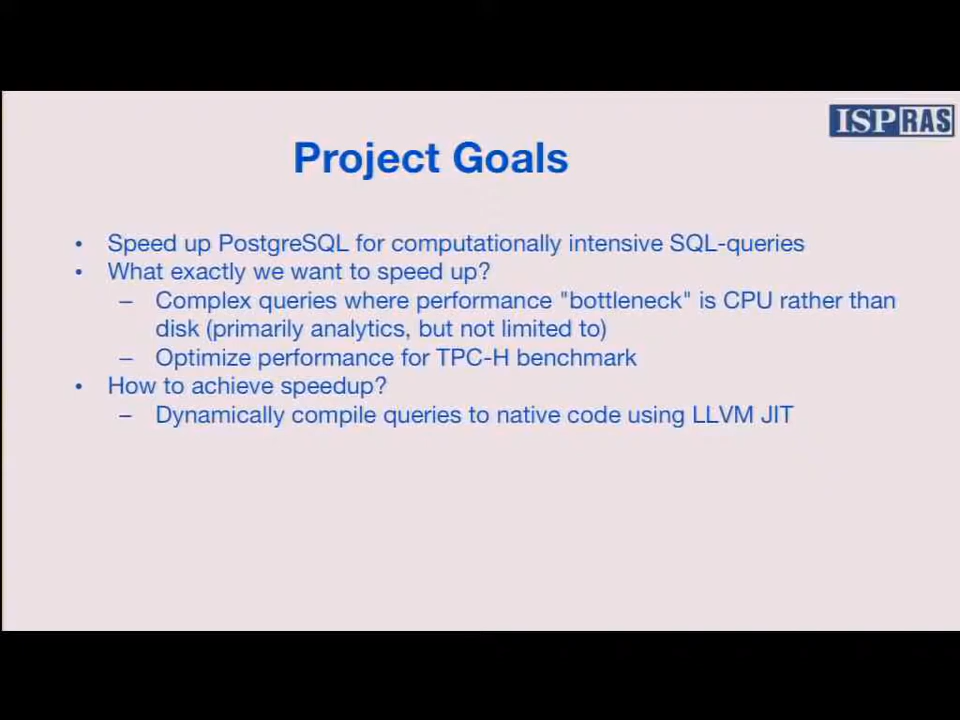 ISP RAS
Project Goals
• Speed up PostgreSQL for computationally intensive SQL-queries
• What exactly we want to speed up?
– Complex queries where performance "bottleneck" is CPU rather than
disk (primarily analytics, but not limited to)
– Optimize performance for TPC-H benchmark
• How to achieve speedup?
– Dynamically compile queries to native code using LLVM JIT